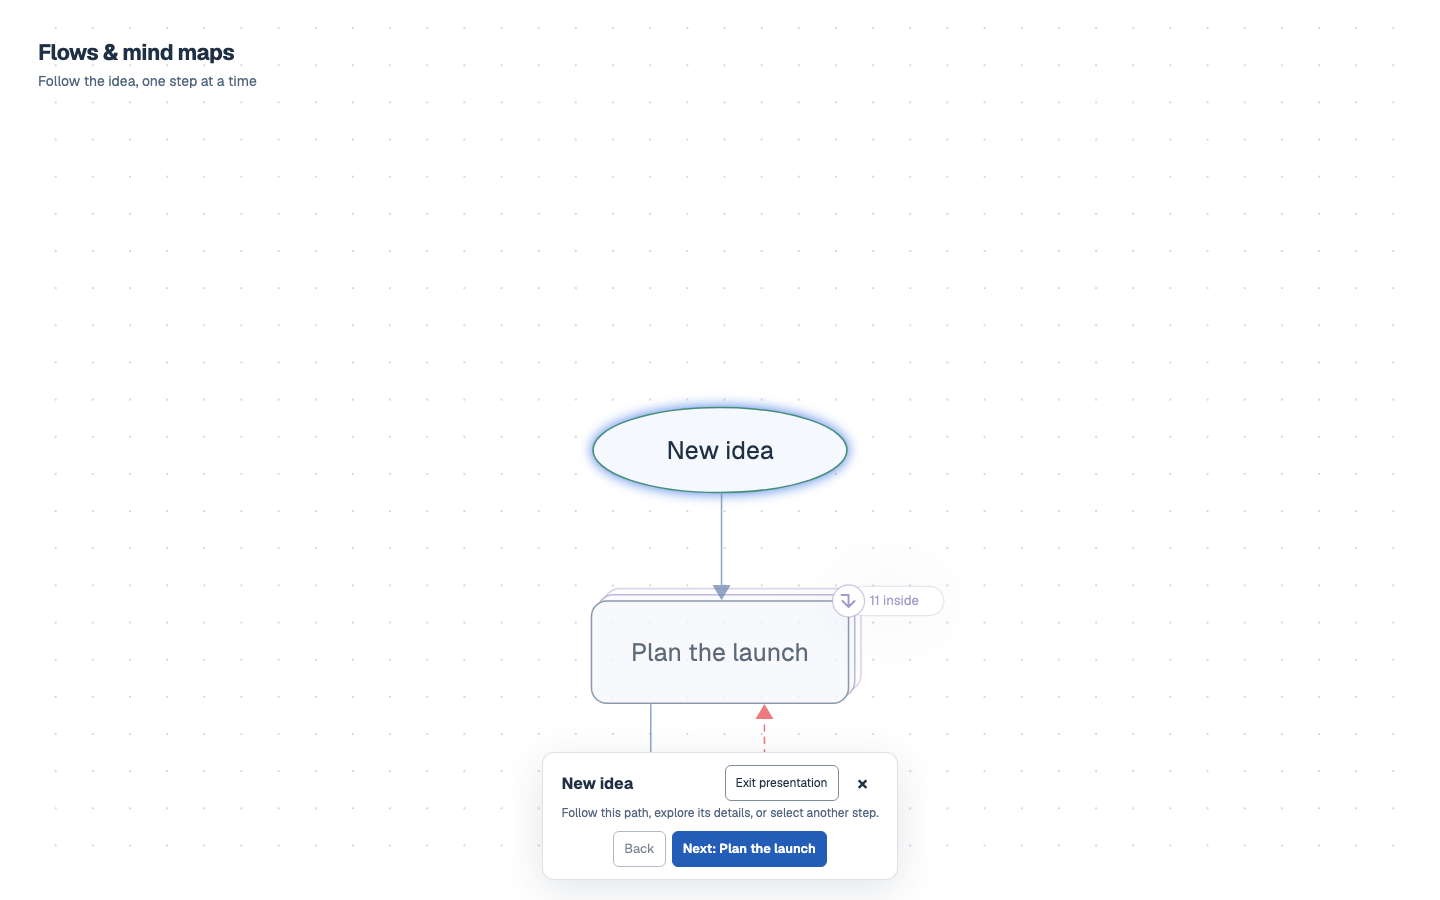 Flows & mind maps
Follow the idea, one step at a time
New idea
11 inside
Plan the launch
New idea
Exit presentation
×
Follow this path, explore its details, or select another step.
Back
Next: Plan the launch